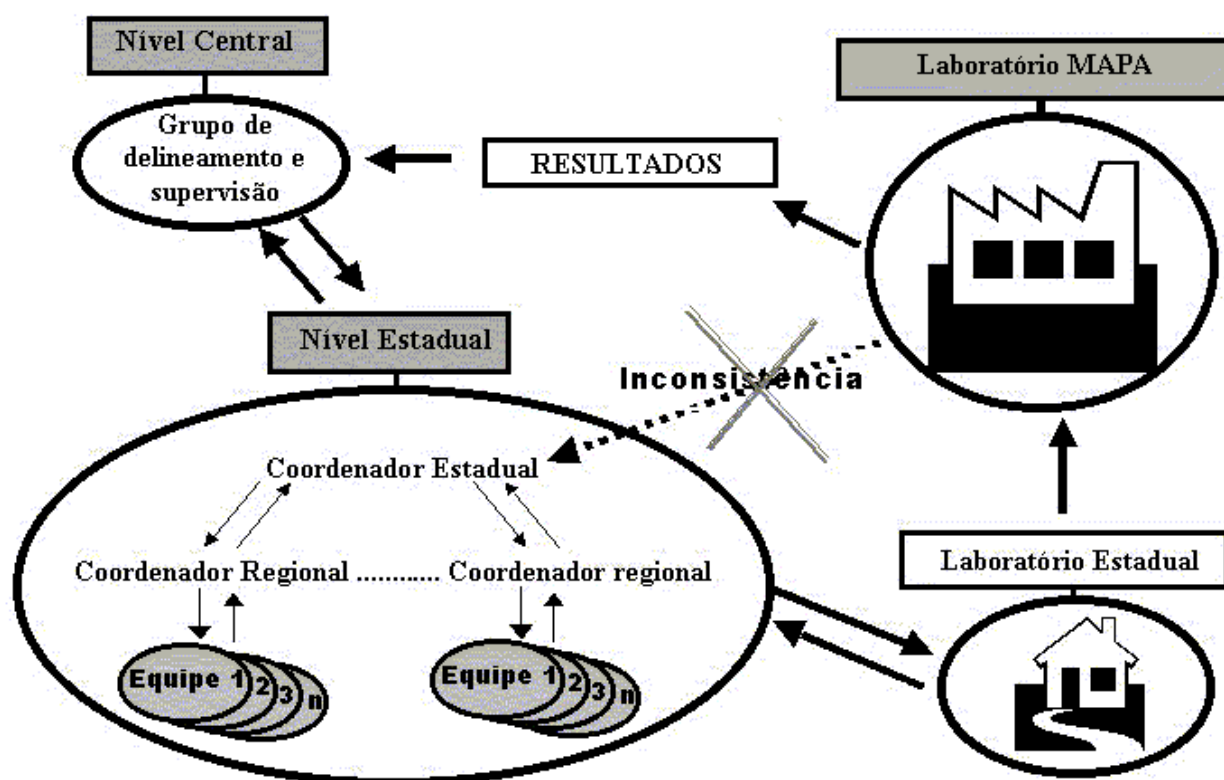 Nível Central
Laboratório MAPA
Grupo de
delineamento e
supervisão
RESULTADOS
Nível Estadual
Inconsistência
Coordenador Estadual
Coordenador Regional ............ Coordenador regional
Laboratório Estadual
Equipe 1 2 3 n
Equipe 1 2 3 n